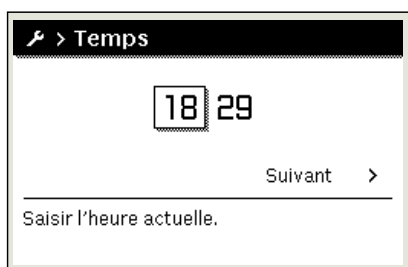 > Temps
18 29
Suivant >
Saisir l'heure actuelle.